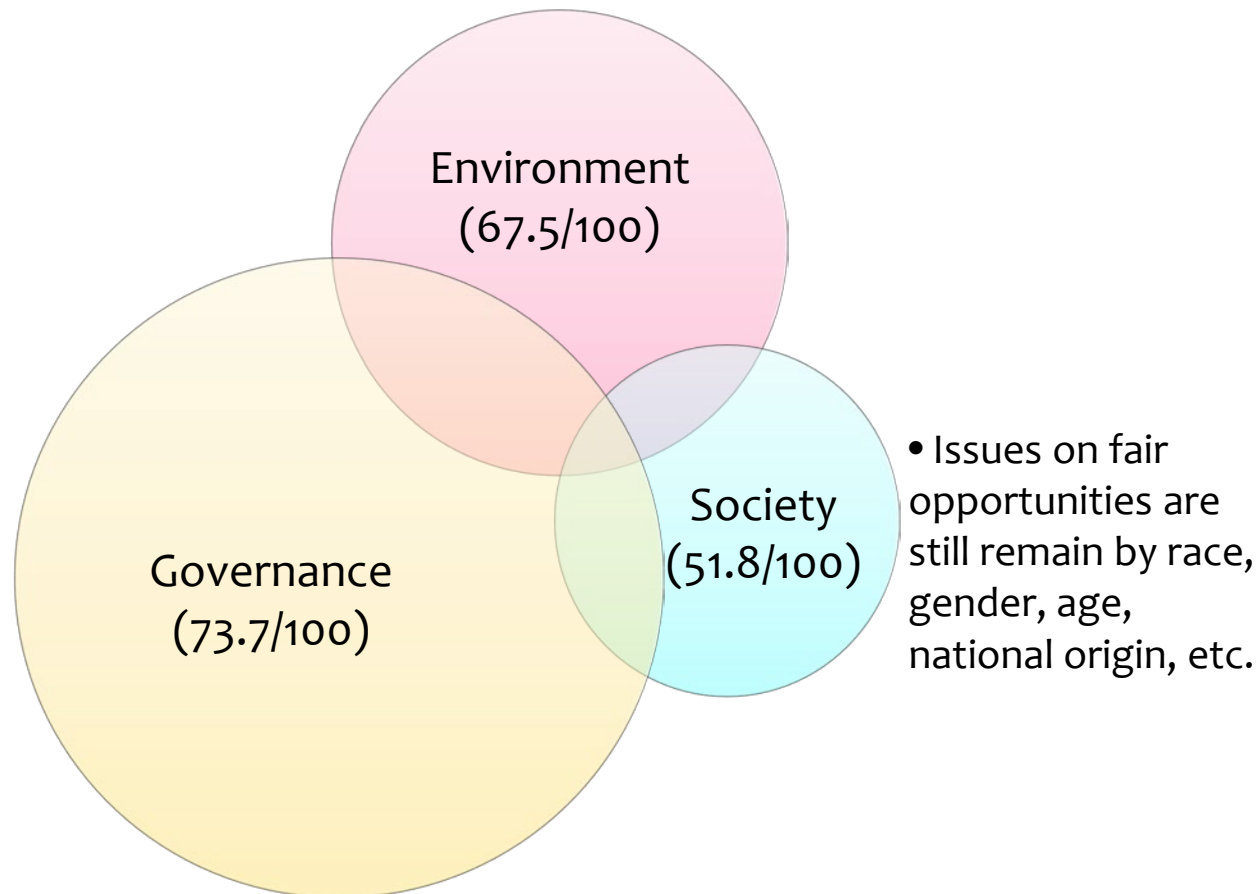 Environment
(67.5/100)
Governance
(73.7/100)
Society
(51.8/100)
• Issues on fair
opportunities are
still remain by race,
gender, age,
national origin, etc.